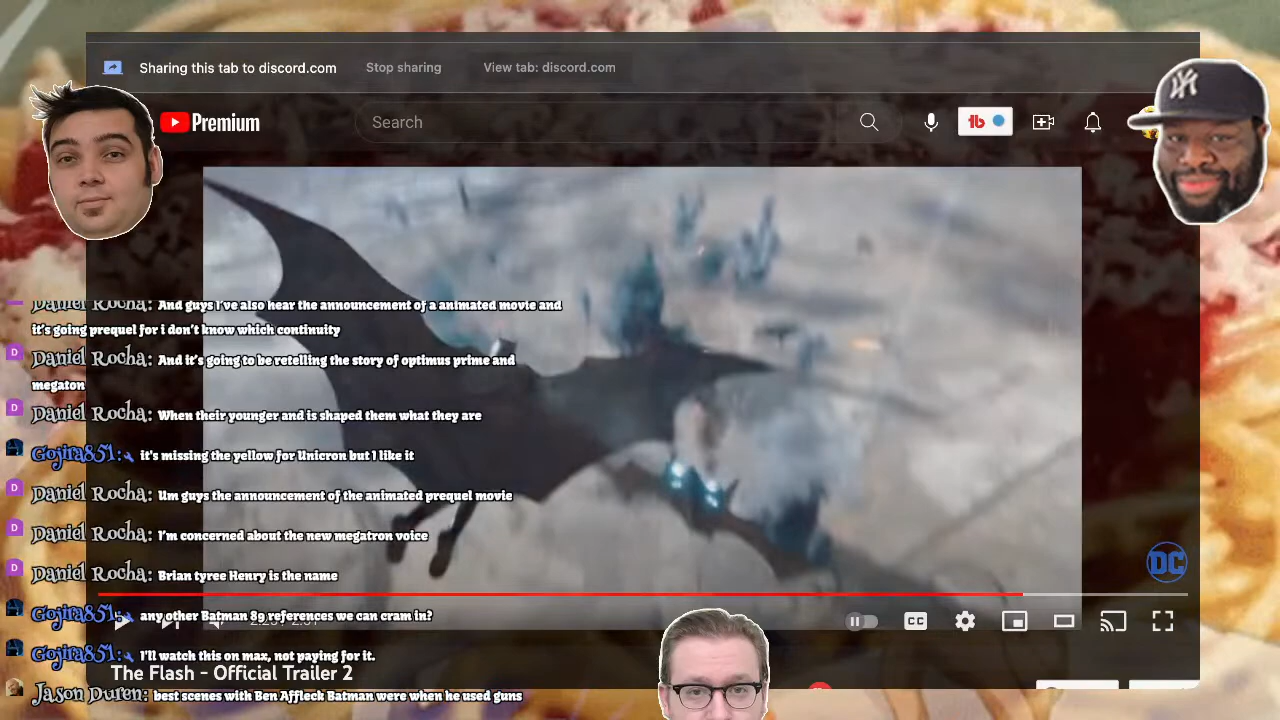 Sharing this tab to discord.com
Stop sharing
View tab: discord.com
Premium
Search
Daniel Rocha: And guys I've also hear the announcement of a animated movie and
it's going prequel for i don't know which continuity
D Daniel Rocha: And it's going to be retelling the story of optimus prime and
megaton
D Daniel Rocha: When their younger and is shaped them what they are
Gojira851: it's missing the yellow for Unicron but I like it
D Daniel Rocha: Um guys the announcement of the animated prequel movie
D Daniel Rocha: I'm concerned about the new megatron voice
D Daniel Rocha: Brian tyree Henry is the name
Gojira851: any other Batman 89 references we can cram in?
Gojira851: I'll watch this on max, not paying for it.
The Flash - Official Trailer 2
Jason Duren: best scenes with Ben Affleck Batman were when he used guns
tb
NY
DC
CC